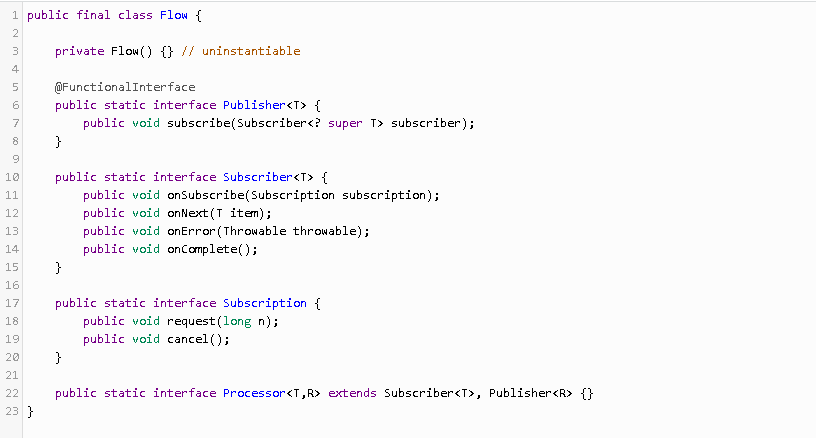 1 public final class Flow {
2
3     private Flow() {} // uninstantiable
4
5     @FunctionalInterface
6     public static interface Publisher<T> {
7         public void subscribe(Subscriber<? super T> subscriber);
8     }
9
10     public static interface Subscriber<T> {
11         public void onSubscribe(Subscription subscription);
12         public void onNext(T item);
13         public void onError(Throwable throwable);
14         public void onComplete();
15     }
16
17     public static interface Subscription {
18         public void request(long n);
19         public void cancel();
20     }
21
22     public static interface Processor<T,R> extends Subscriber<T>, Publisher<R> {}
23 }